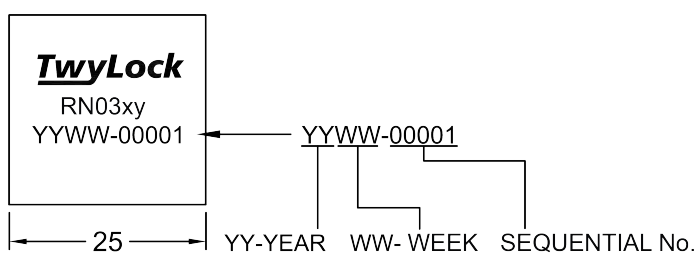 TwyLock
RN03xy
YYWW-00001
YYWW-00001
25
YY-YEAR
WW- WEEK
SEQUENTIAL No.